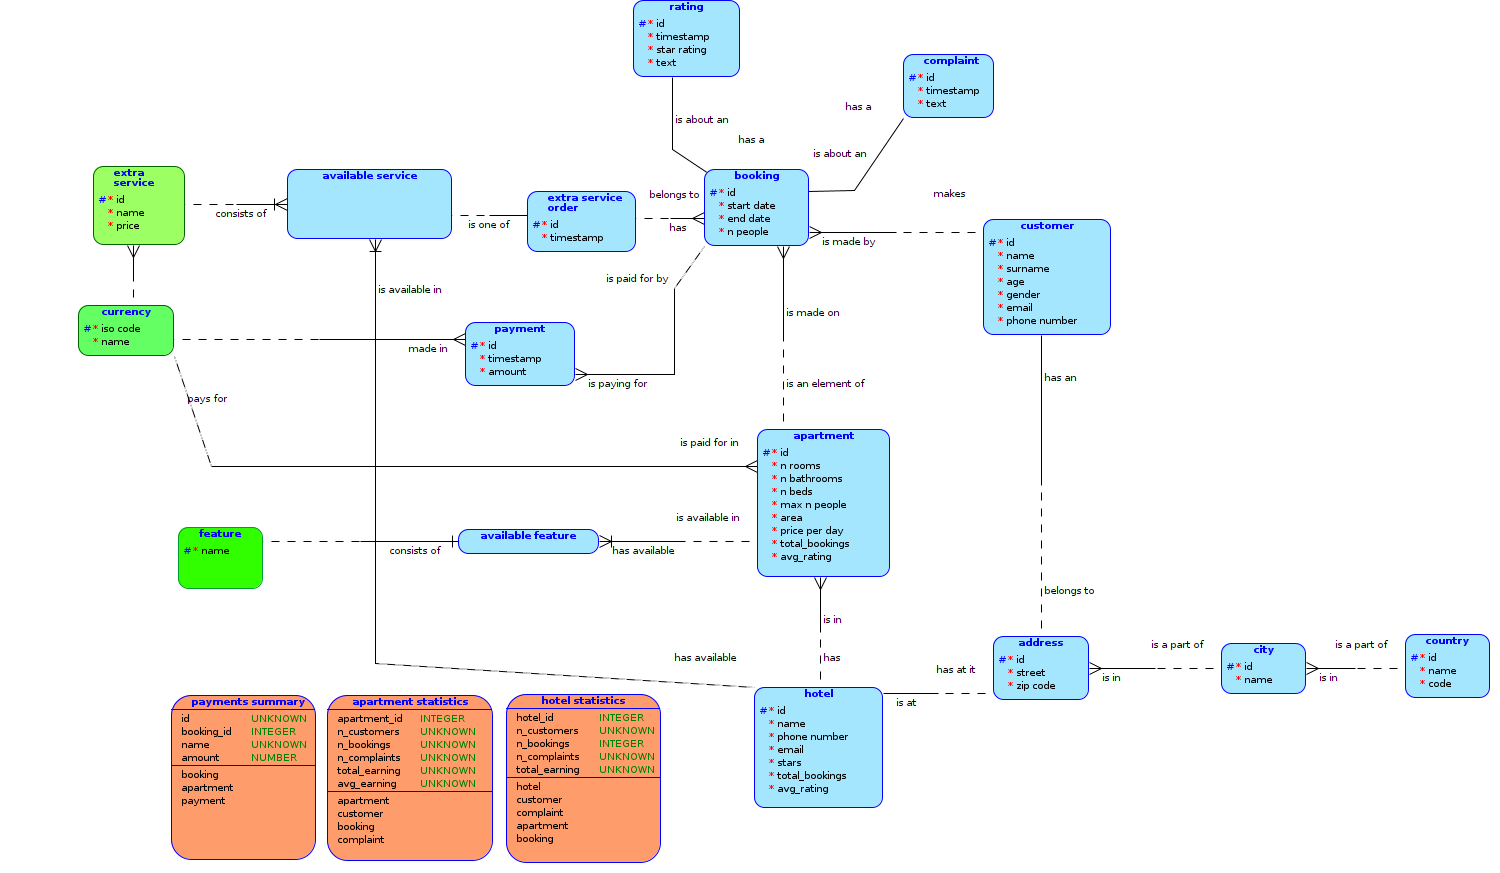 rating
#* id
* timestamp
* star rating
* text
complaint
#* id
* timestamp
* text
is about an
has a
has a
is about an
extra
service
#* id
* name
* price
available service
consists of
extra service
order
#* id
* timestamp
is one of
belongs to
has
booking
#* id
* start date
* end date
* n people
makes
is made by
customer
#* id
* name
* surname
* age
* gender
* email
* phone number
is paid for by
is available in
currency
#* iso code
* name
made in
payment
#* id
* timestamp
* amount
is paying for
is made on
is an element of
has an
pays for
is paid for in
apartment
#* id
* n rooms
* n bathrooms
* n beds
* max n people
* area
* price per day
* total_bookings
* avg_rating
feature
#* name
consists of
available feature
is available in
has available
is in
has
has available
belongs to
address
#* id
* street
* zip code
has at it
is at
is a part of
is in
city
#* id
* name
is a part of
is in
country
#* id
* name
* code
hotel
#* id
* name
* phone number
* email
* stars
* total_bookings
* avg_rating
payments summary
id UNKNOWN
booking_id INTEGER
name UNKNOWN
amount NUMBER
booking
apartment
payment
apartment statistics
apartment_id INTEGER
n_customers UNKNOWN
n_bookings UNKNOWN
n_complaints UNKNOWN
total_earning UNKNOWN
avg_earning UNKNOWN
apartment
customer
booking
complaint
hotel statistics
hotel_id INTEGER
n_customers UNKNOWN
n_bookings INTEGER
n_complaints UNKNOWN
total_earning UNKNOWN
hotel
customer
complaint
apartment
booking